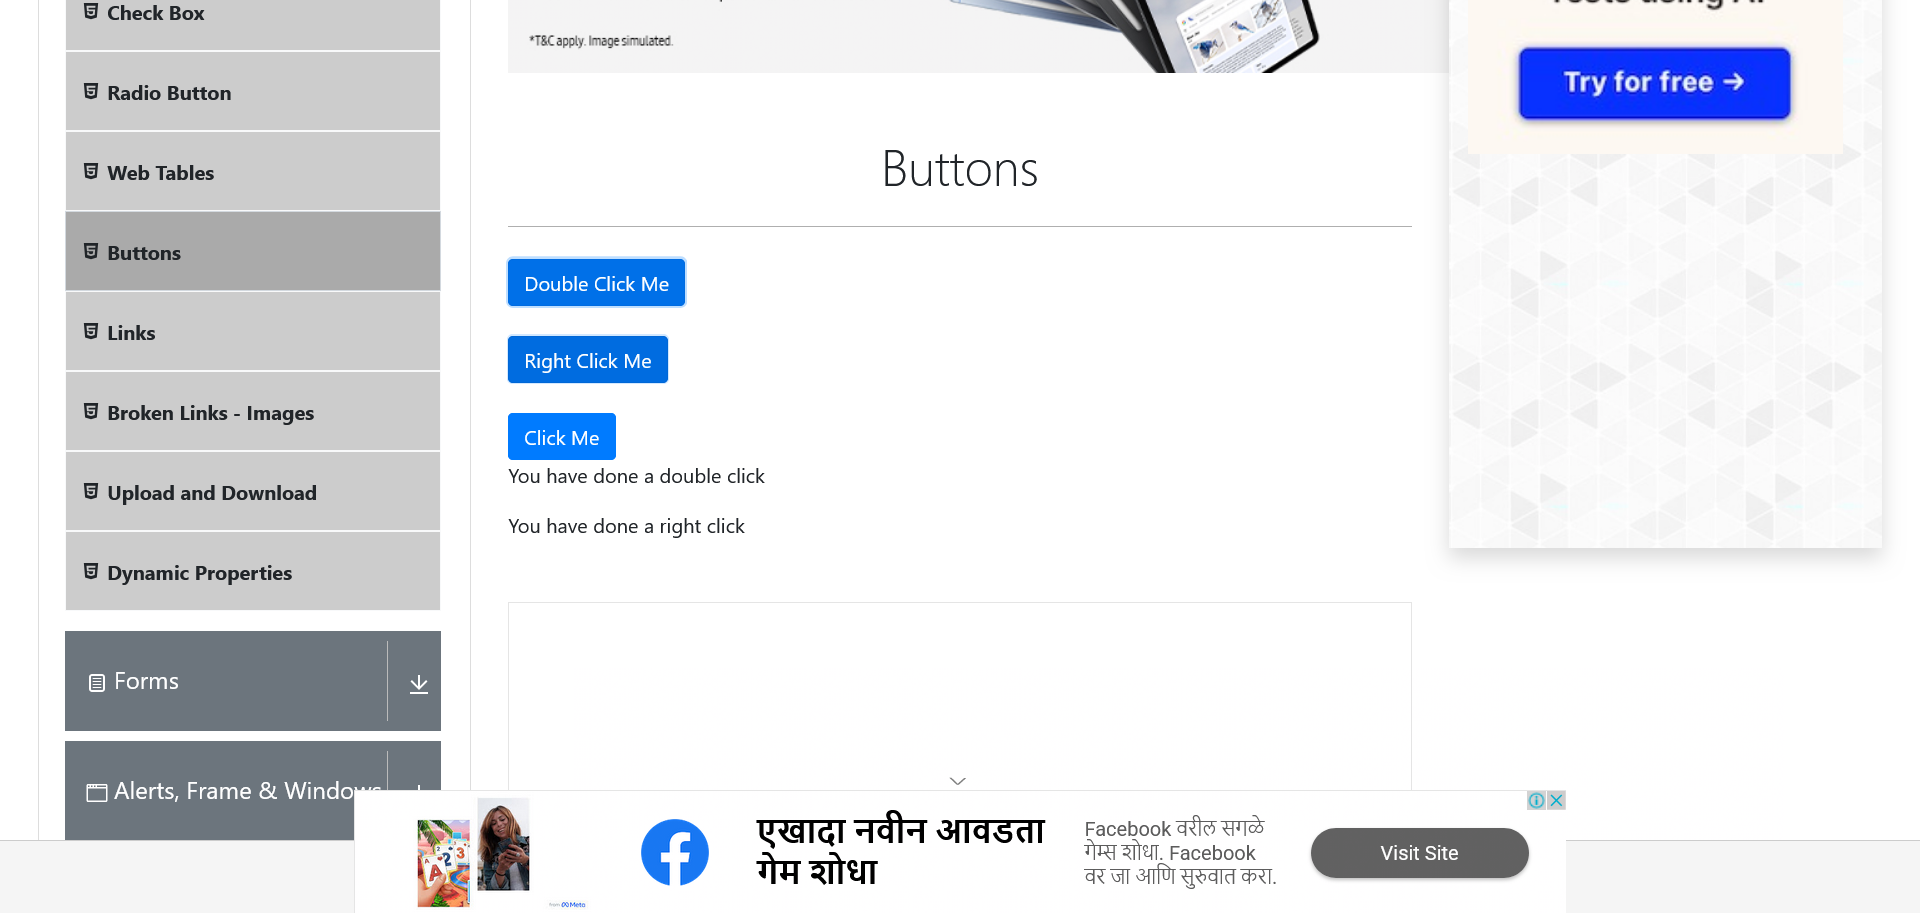 Check Box
Radio Button
Web Tables
Buttons
Links
Broken Links - Images
Upload and Download
Dynamic Properties
Forms
Alerts, Frame & Windows
*T&C apply. Image simulated.
Buttons
Double Click Me
Right Click Me
Click Me
You have done a double click
You have done a right click
Try for free →
एखादा नवीन आवडता
गेम शोधा
Facebook वरील सगळे
गेम्स शोधा. Facebook
वर जा आणि सुरुवात करा.
Visit Site
from Meta